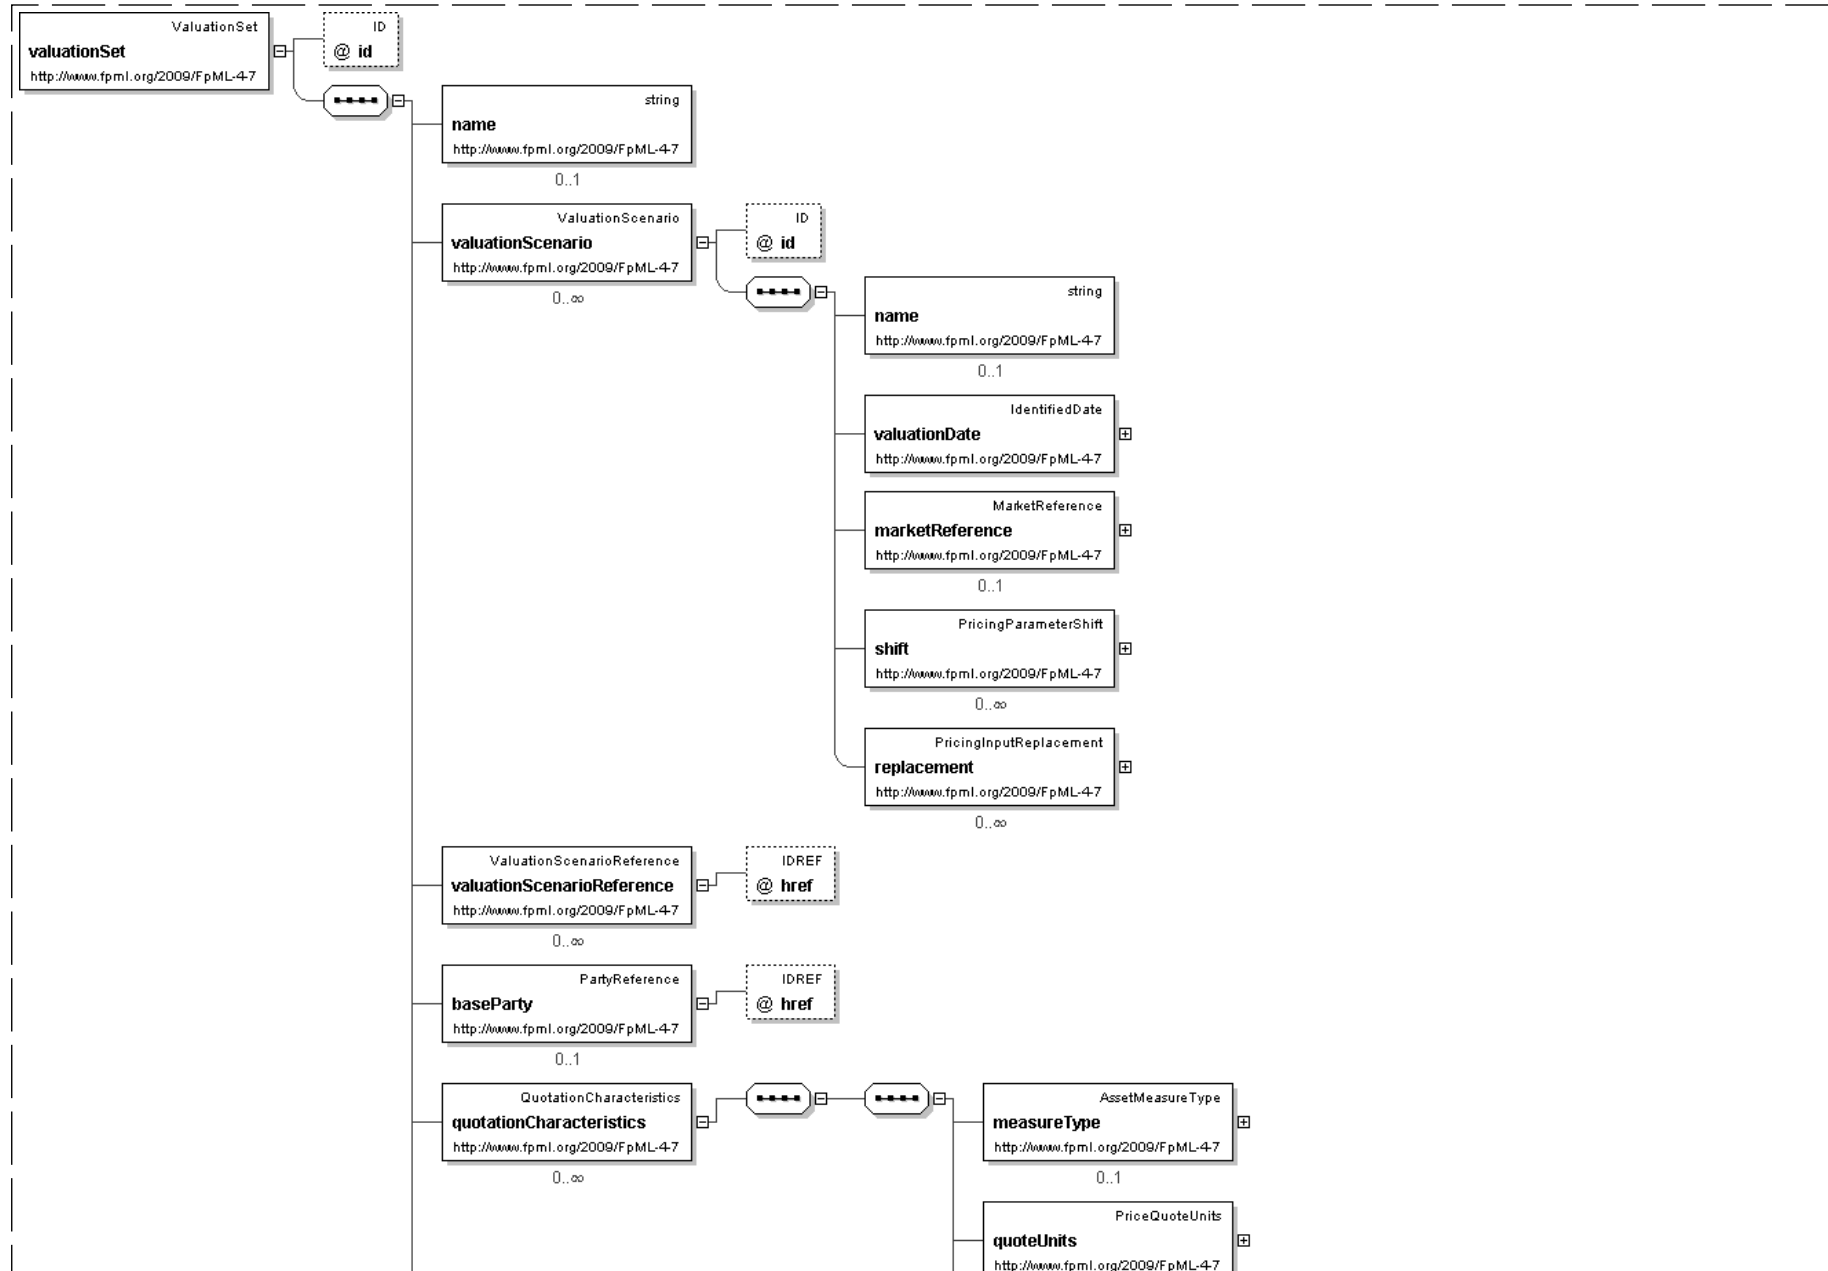 ValuationSet
valuationSet
http://www.fpml.org/2009/FpML-4-7
ID
@ id
string
name
http://www.fpml.org/2009/FpML-4-7
0..1
ValuationScenario
valuationScenario
http://www.fpml.org/2009/FpML-4-7
0..∞
ID
@ id
string
name
http://www.fpml.org/2009/FpML-4-7
0..1
IdentifiedDate
valuationDate
http://www.fpml.org/2009/FpML-4-7
MarketReference
marketReference
http://www.fpml.org/2009/FpML-4-7
0..1
PricingParameterShift
shift
http://www.fpml.org/2009/FpML-4-7
0..∞
PricingInputReplacement
replacement
http://www.fpml.org/2009/FpML-4-7
0..∞
ValuationScenarioReference
valuationScenarioReference
http://www.fpml.org/2009/FpML-4-7
0..∞
IDREF
@ href
PartyReference
baseParty
http://www.fpml.org/2009/FpML-4-7
0..1
IDREF
@ href
QuotationCharacteristics
quotationCharacteristics
http://www.fpml.org/2009/FpML-4-7
0..∞
AssetMeasureType
measureType
http://www.fpml.org/2009/FpML-4-7
0..1
PriceQuoteUnits
quoteUnits
http://www.fpml.org/2009/FpML-4-7